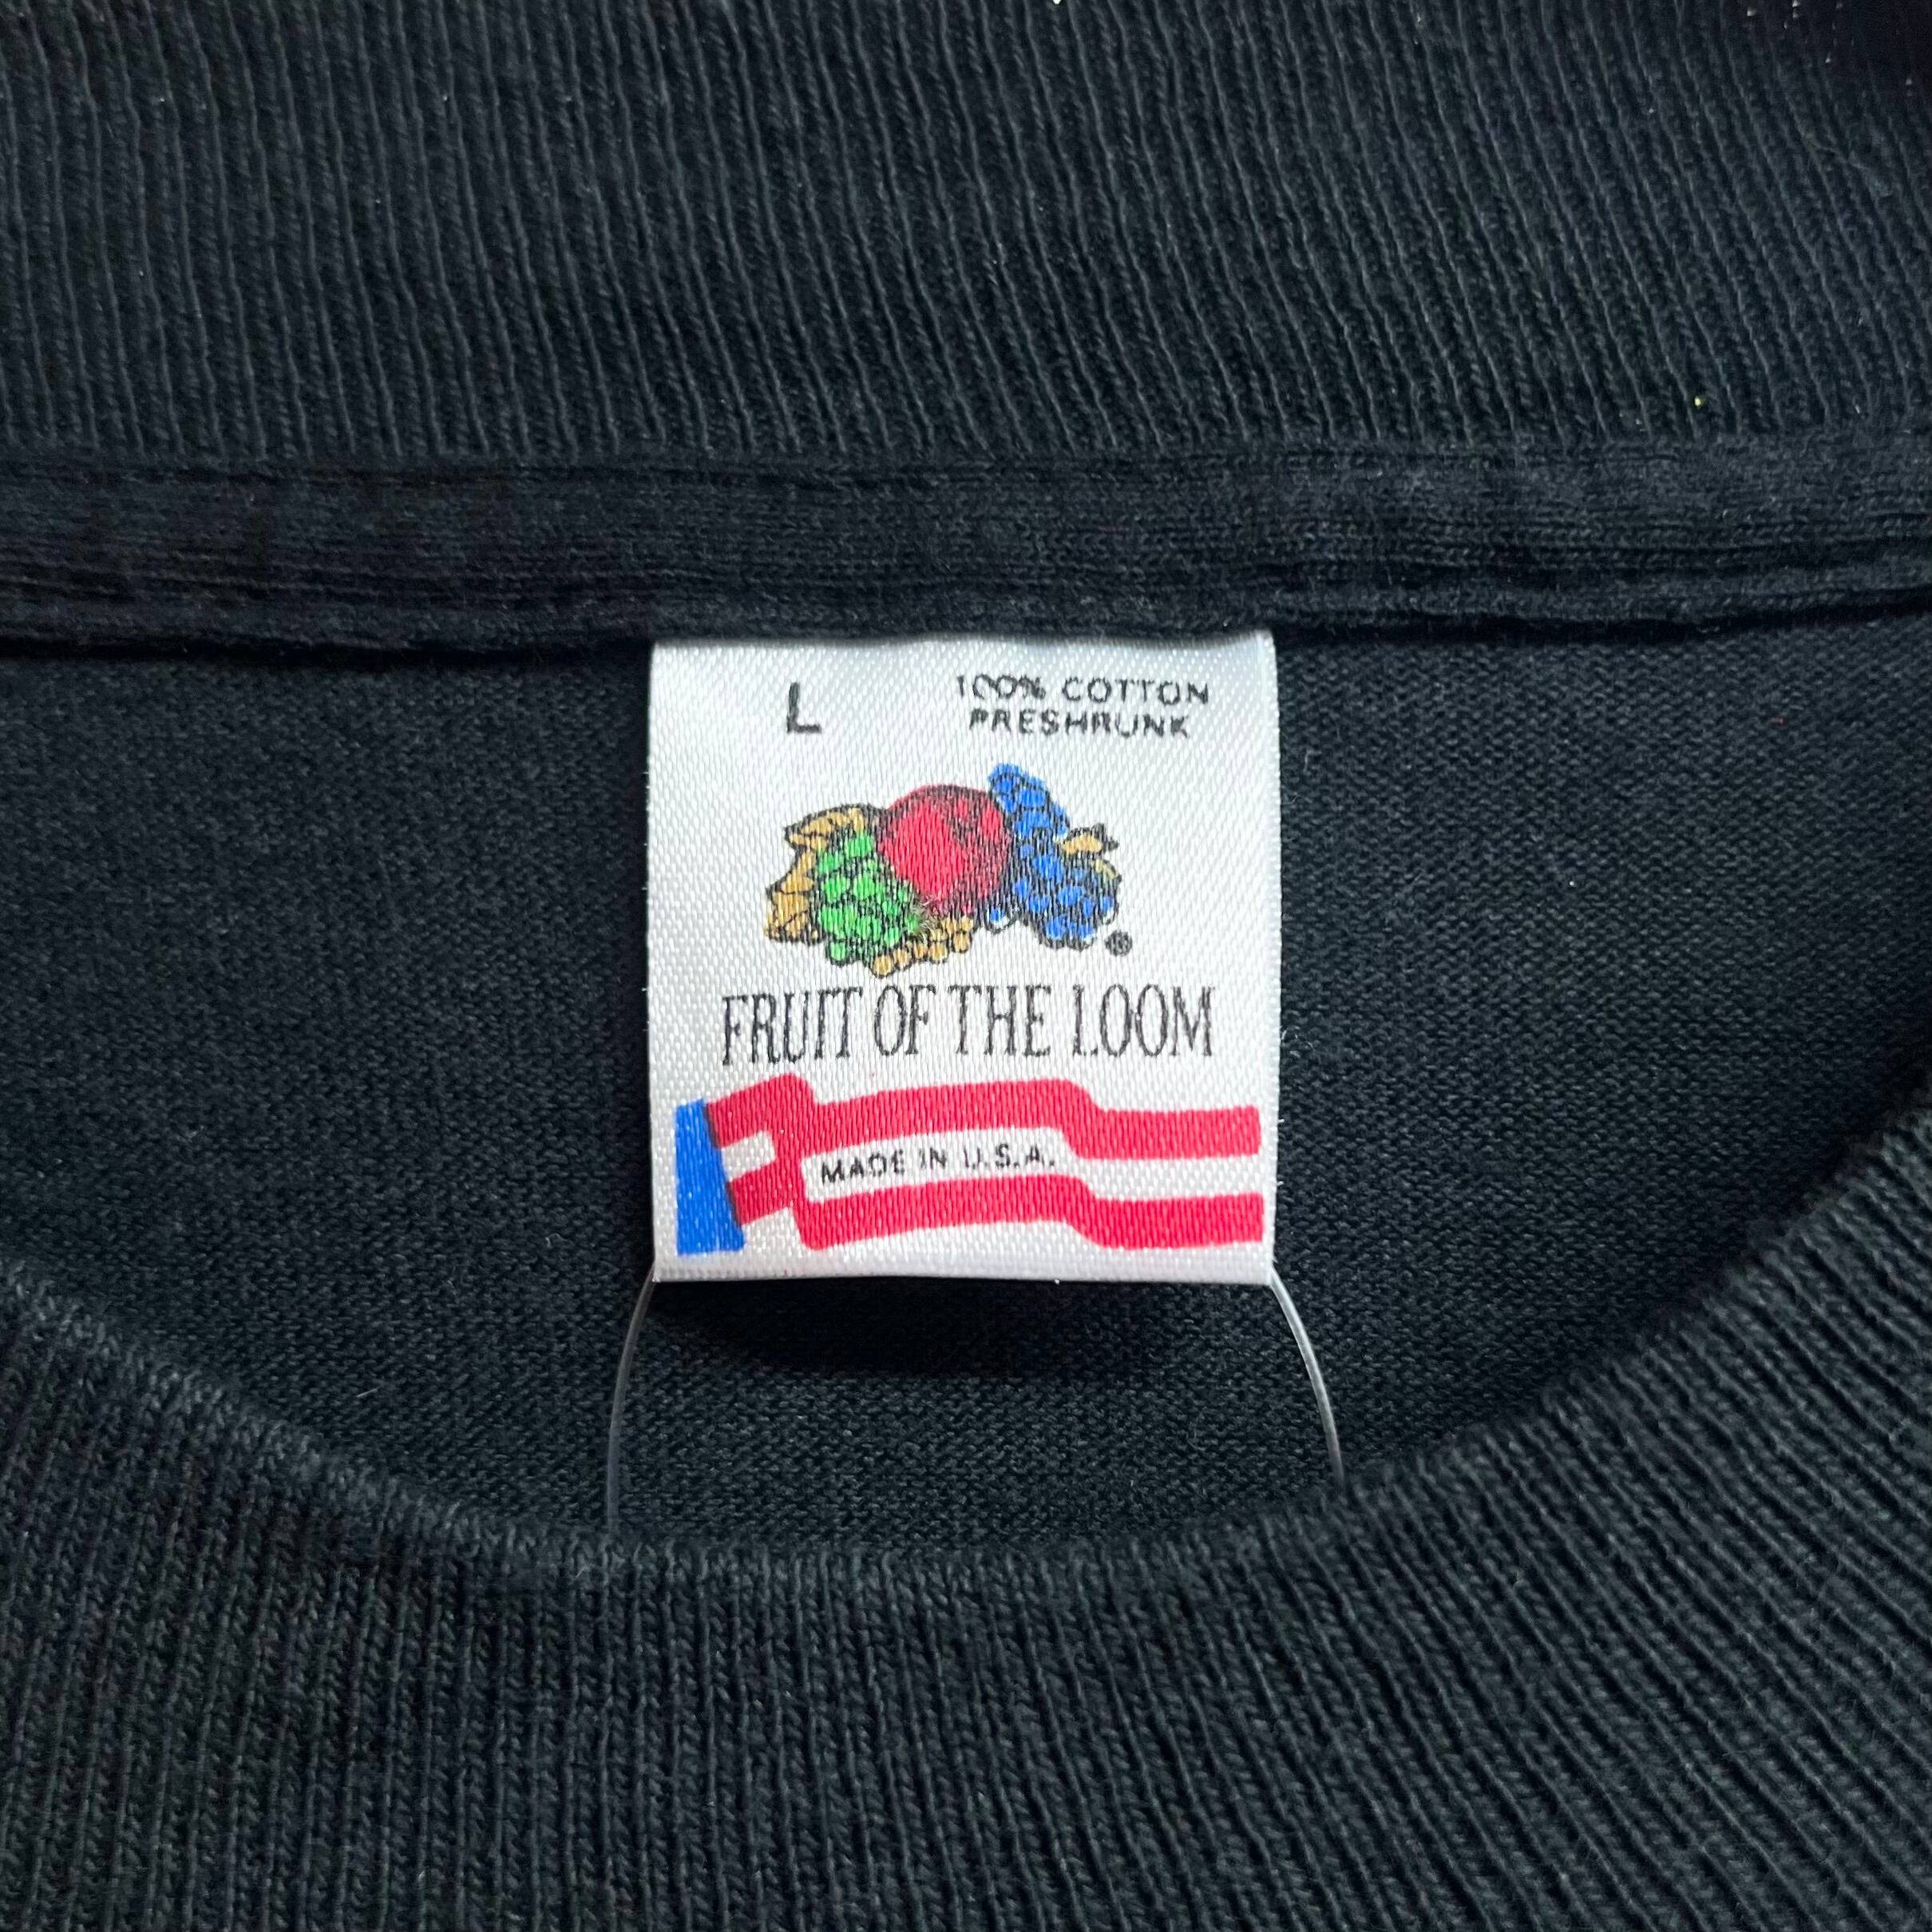 L
100% COTTON
PRESHRUNK
®
FRUIT OF THE LOOM
MADE IN U.S.A.